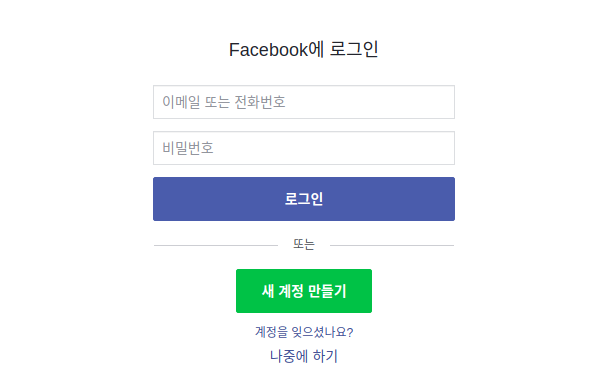 Facebook에 로그인
이메일 또는 전화번호
비밀번호
로그인
또는
새 계정 만들기
계정을 잊으셨나요?
나중에 하기